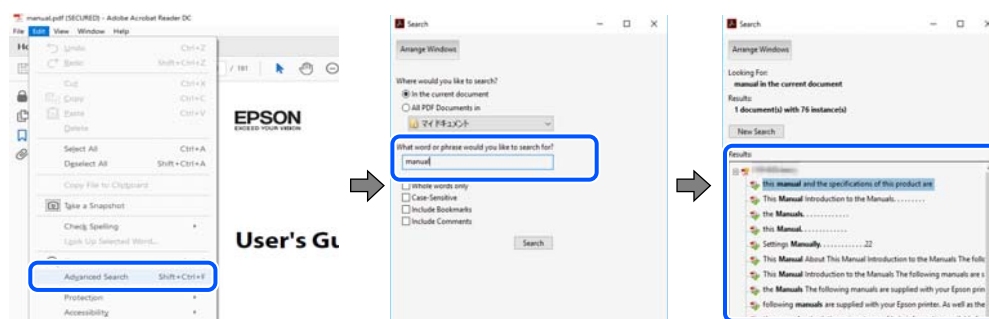 manual.pdf (SECURED) - Adobe Acrobat Reader DC
File Edit View Window Help
Undo Ctrl+Z
Redo Shift+Ctrl+Z
Cut Ctrl+X
Copy Ctrl+C
Paste Ctrl+V
Delete
Select All Ctrl+A
Deselect All Shift+Ctrl+A
Copy File to Clipboard
Take a Snapshot
Check Spelling
Look Up Selected Word...
Advanced Search Shift+Ctrl+F
Protection
Accessibility
/ 181
EPSON
EXCEED YOUR VISION
User's Gu
Search
Arrange Windows
Where would you like to search?
In the current document
All PDF Documents in
マイ ドキュメント
What word or phrase would you like to search for?
manual
Whole words only
Case-Sensitive
Include Bookmarks
Include Comments
Search
Search
Arrange Windows
Looking For:
manual in the current document
Results:
1 document(s) with 76 instance(s)
New Search
Results:
this manual and the specifications of this product are
This Manual Introduction to the Manuals. . . . . . . .
the Manuals. . . . . . . . . . . .
this Manual. . . . . . . . . . . .
Settings Manually. . . . . . . . . . . .22
This Manual About This Manual Introduction to the Manuals The follo
This Manual Introduction to the Manuals The following manuals are s
the Manuals The following manuals are supplied with your Epson prin
following manuals are supplied with your Epson printer. As well as the